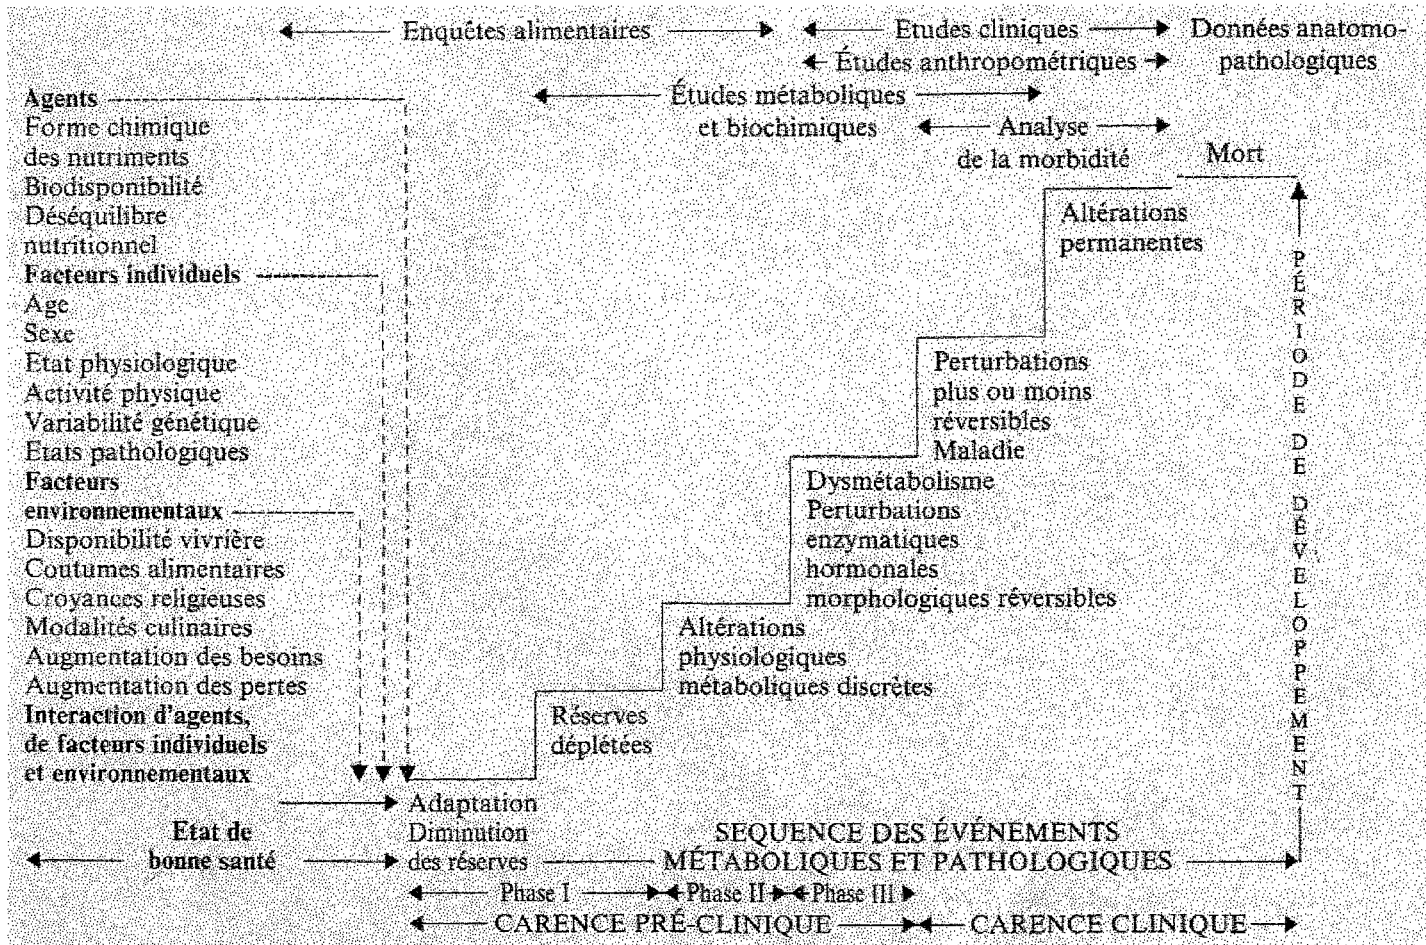 Enquêtes alimentaires
Etudes cliniques
Données anatomo-
pathologiques
Études anthropométriques
Études métaboliques
et biochimiques
Analyse
de la morbidité
Mort
Agents
Forme chimique
des nutriments
Biodisponibilité
Déséquilibre
nutritionnel
Facteurs individuels
Age
Sexe
Etat physiologique
Activité physique
Variabilité génétique
Etats pathologiques
Facteurs
environnementaux
Disponibilité vivrière
Coutumes alimentaires
Croyances religieuses
Modalités culinaires
Augmentation des besoins
Augmentation des pertes
Interaction d'agents,
de facteurs individuels
et environnementaux
Altérations
permanentes
Perturbations
plus ou moins
réversibles
Maladie
Dysmétabolisme
Perturbations
enzymatiques
hormonales
morphologiques réversibles
Altérations
physiologiques
métaboliques discrètes
Réserves
déplétées
Adaptation
Diminution
des réserves
Etat de
bonne santé
SEQUENCE DES ÉVÉNEMENTS
MÉTABOLIQUES ET PATHOLOGIQUES
PÉRIODE DE DÉVELOPPEMENT
Phase I
Phase II
Phase III
CARENCE PRÉ-CLINIQUE
CARENCE CLINIQUE